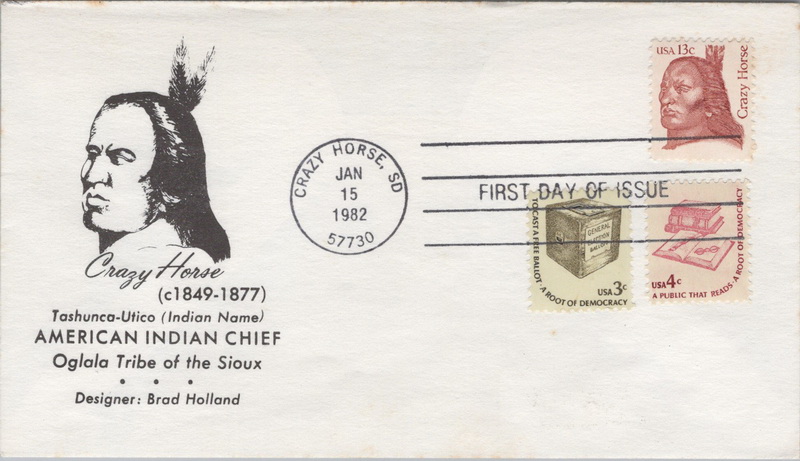 Crazy Horse
(c1849-1877)
Tashunca-Utico (Indian Name)
AMERICAN INDIAN CHIEF
Oglala Tribe of the Sioux
• • •
Designer: Brad Holland
CRAZY HORSE, SD
JAN
15
1982
57730
FIRST DAY OF ISSUE
USA 13c
Crazy Horse
TO CAST A FREE BALLOT · A ROOT OF DEMOCRACY
GENERAL
ELECTION
BALLOTS
USA 3c
USA 4c
A PUBLIC THAT READS · A ROOT OF DEMOCRACY